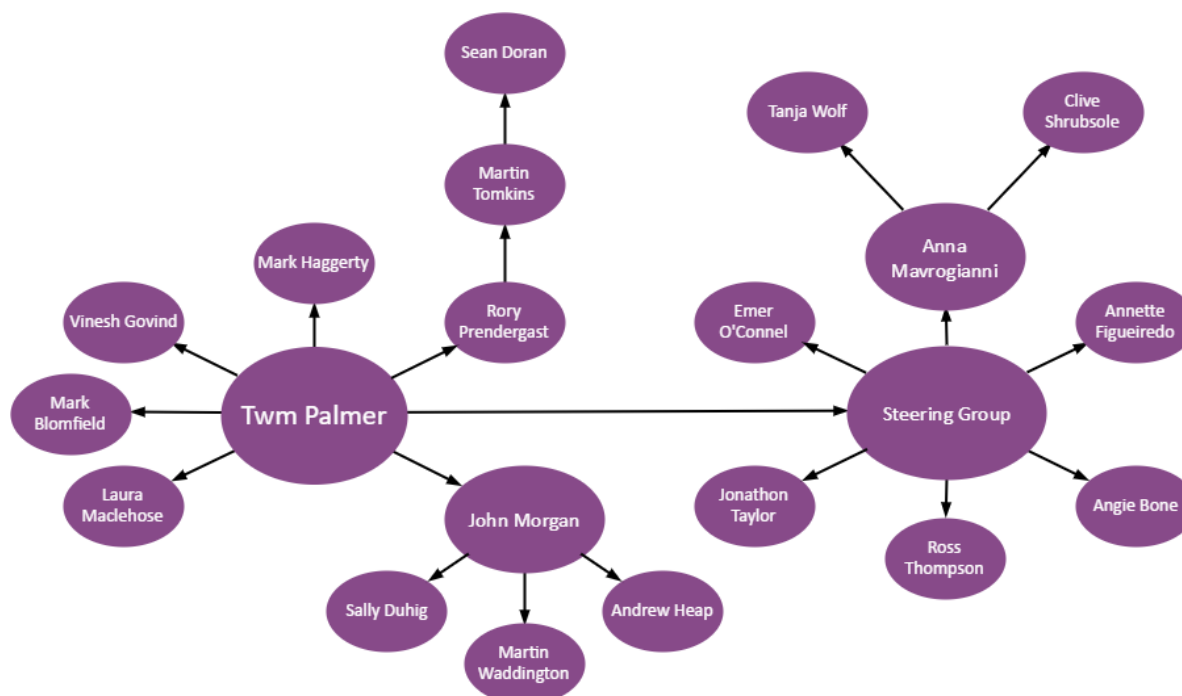 Sean Doran
Tanja Wolf
Clive
Shrubsole
Martin
Tomkins
Mark Haggerty
Anna
Mavrogianni
Vinesh Govind
Rory
Prendergast
Emer
O'Connel
Annette
Figueiredo
Mark
Blomfield
Twm Palmer
Steering Group
Laura
Maclehose
John Morgan
Jonathon
Taylor
Angie Bone
Ross
Thompson
Sally Duhig
Andrew Heap
Martin
Waddington